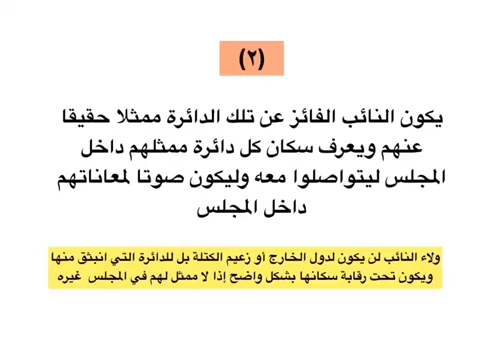 (٢)
يكون النائب الفائز عن تلك الدائرة ممثلا حقيقا
عنهم ويعرف سكان كل دائرة ممثلهم داخل
المجلس ليتواصلوا معه وليكون صوتا لمعاناتهم
داخل المجلس
ولاء النائب لن يكون لدول الخارج أو زعيم الكتلة بل للدائرة التي انبثق منها
ويكون تحت رقابة سكانها بشكل واضح إذا لا ممثل لهم في المجلس غيره